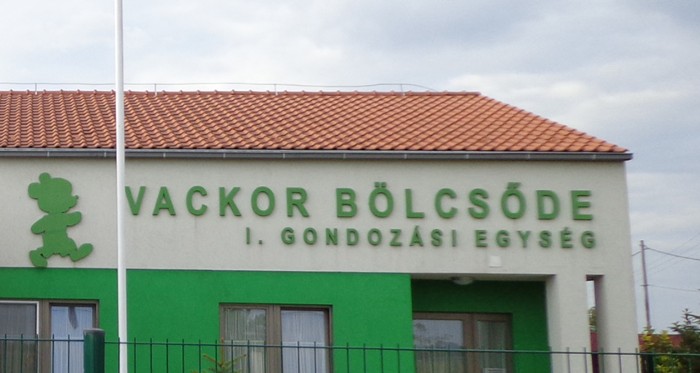 VACKOR BÖLCSŐDE
I. GONDOZÁSI EGYSÉG